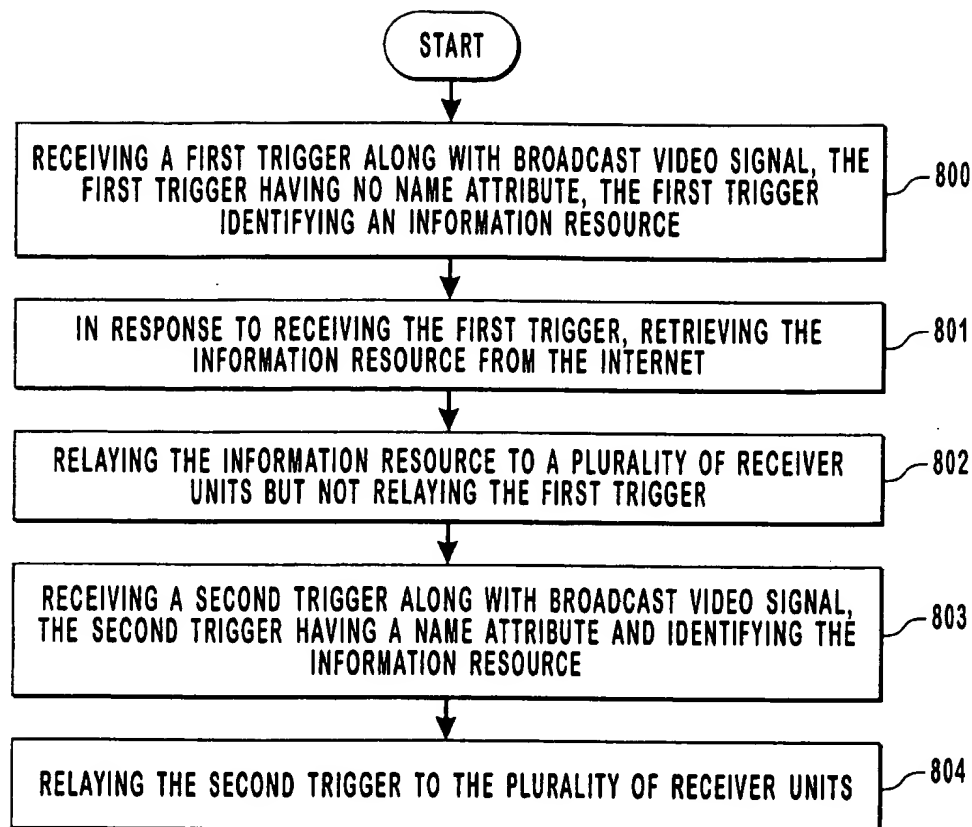 START
RECEIVING A FIRST TRIGGER ALONG WITH BROADCAST VIDEO SIGNAL, THE
FIRST TRIGGER HAVING NO NAME ATTRIBUTE, THE FIRST TRIGGER
IDENTIFYING AN INFORMATION RESOURCE
800
IN RESPONSE TO RECEIVING THE FIRST TRIGGER, RETRIEVING THE
INFORMATION RESOURCE FROM THE INTERNET
801
RELAYING THE INFORMATION RESOURCE TO A PLURALITY OF RECEIVER
UNITS BUT NOT RELAYING THE FIRST TRIGGER
802
RECEIVING A SECOND TRIGGER ALONG WITH BROADCAST VIDEO SIGNAL,
THE SECOND TRIGGER HAVING A NAME ATTRIBUTE AND IDENTIFYING THE
INFORMATION RESOURCE
803
RELAYING THE SECOND TRIGGER TO THE PLURALITY OF RECEIVER UNITS
804